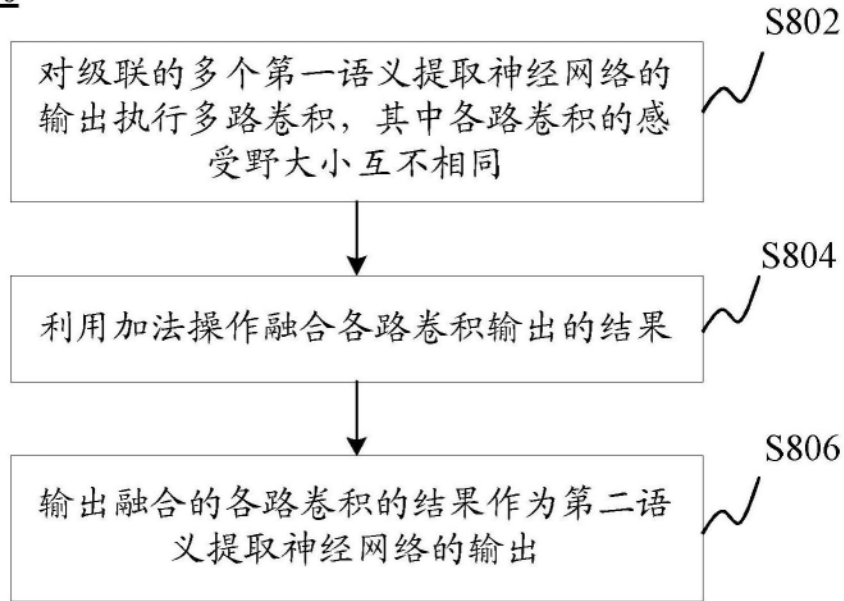 S802
对级联的多个第一语义提取神经网络的
输出执行多路卷积，其中各路卷积的感
受野大小互不相同
S804
利用加法操作融合各路卷积输出的结果
S806
输出融合的各路卷积的结果作为第二语
义提取神经网络的输出